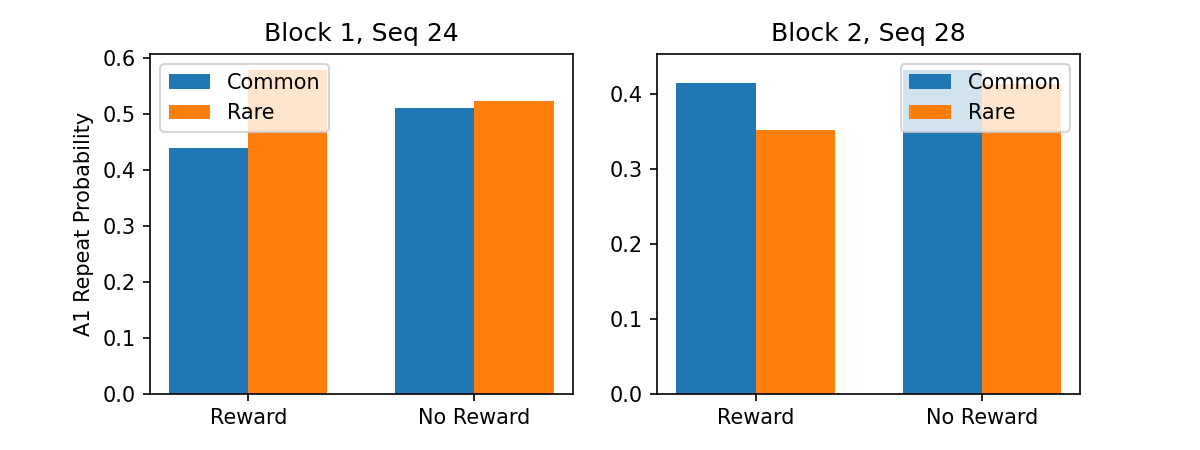 Block 1, Seq 24
A1 Repeat Probability
0.6
0.5
0.4
0.3
0.2
0.1
0.0
Common
Rare
Reward
No Reward
Block 2, Seq 28
0.4
0.3
0.2
0.1
0.0
Common
Rare
Reward
No Reward